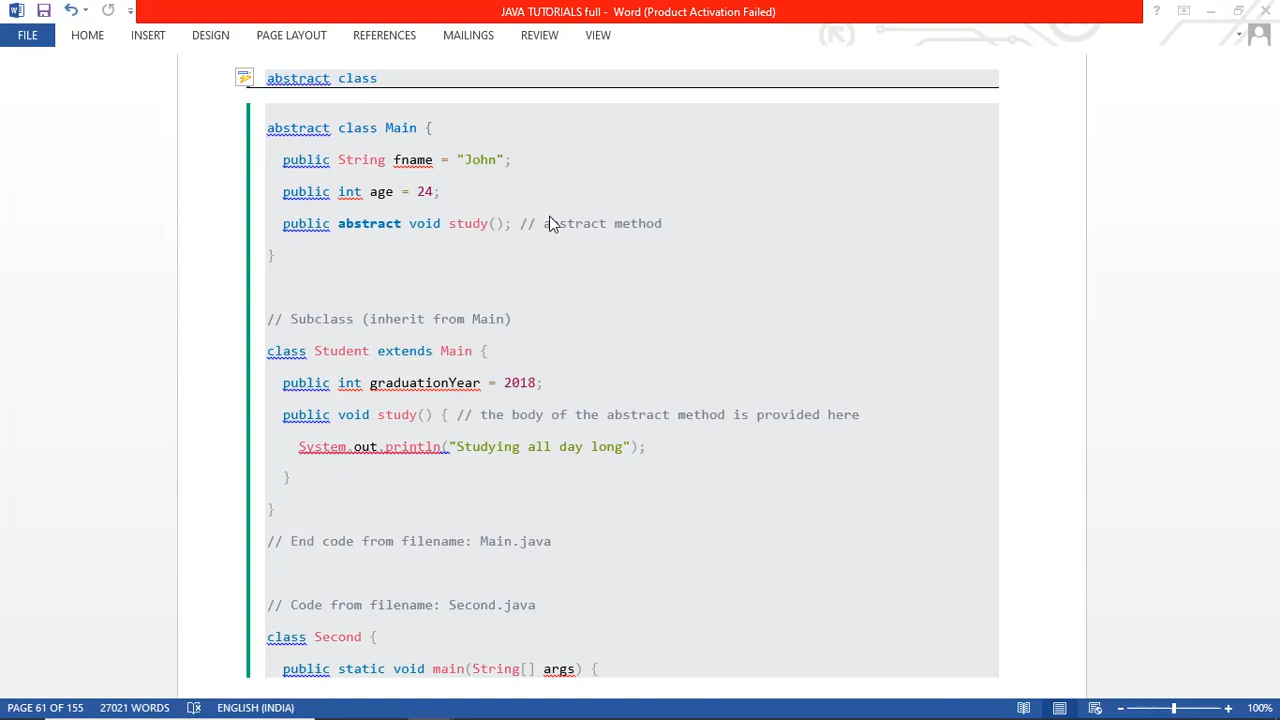 JAVA TUTORIALS full - Word (Product Activation Failed)
FILE HOME INSERT DESIGN PAGE LAYOUT REFERENCES MAILINGS REVIEW VIEW
abstract class
abstract class Main {
public String fname = "John";
public int age = 24;
public abstract void study(); // abstract method
}
// Subclass (inherit from Main)
class Student extends Main {
public int graduationYear = 2018;
public void study() { // the body of the abstract method is provided here
System.out.println("Studying all day long");
}
}
// End code from filename: Main.java
// Code from filename: Second.java
class Second {
public static void main(String[] args) {
PAGE 61 OF 155 27021 WORDS ENGLISH (INDIA) 100%